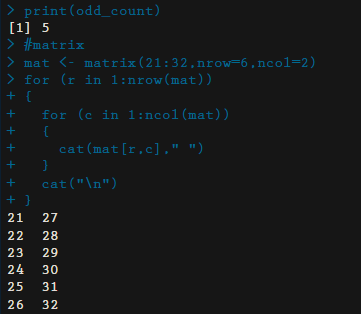 > print(odd_count)
[1] 5
> #matrix
> mat <- matrix(21:32,nrow=6,ncol=2)
> for (r in 1:nrow(mat))
+ {
+   for (c in 1:ncol(mat))
+   {
+     cat(mat[r,c]," ")
+   }
+   cat("\n")
+ }
21  27
22  28
23  29
24  30
25  31
26  32